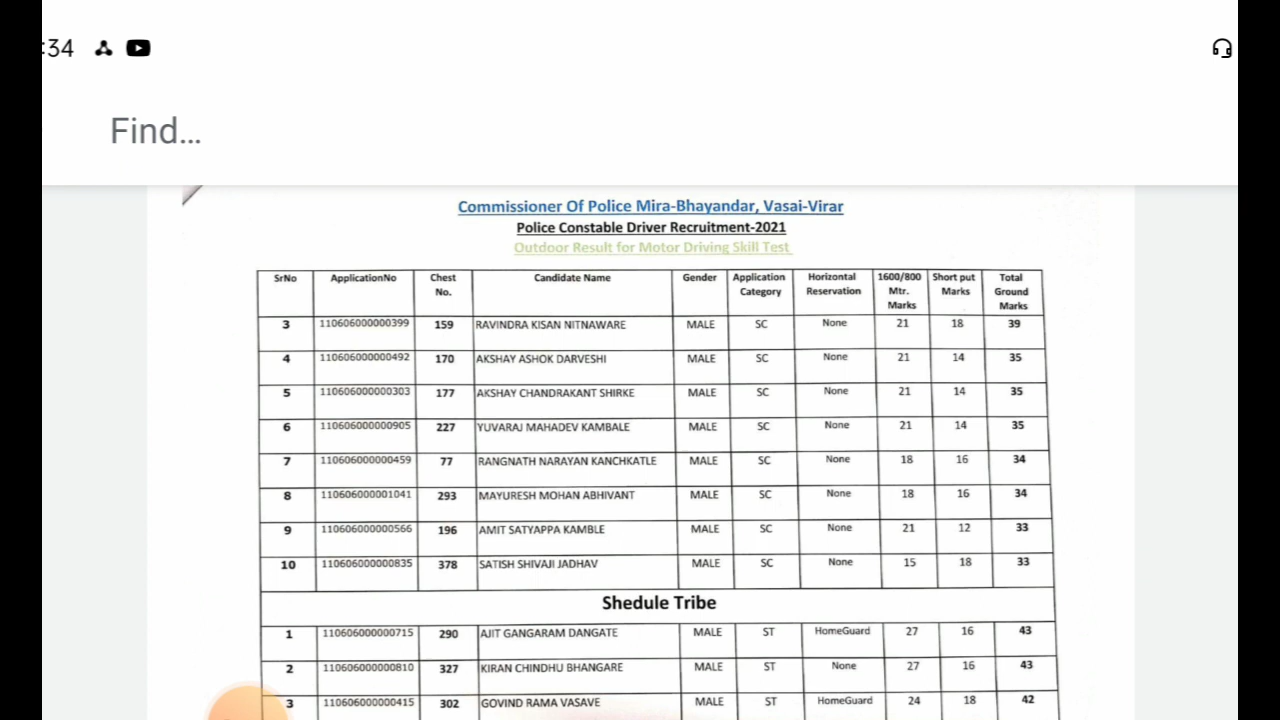 :34
Find...
Commissioner Of Police Mira-Bhayandar, Vasai-Virar
Police Constable Driver Recruitment-2021
Outdoor Result for Motor Driving Skill Test
SrNo ApplicationNo Chest No. Candidate Name Gender Application Category Horizontal Reservation 1600/800 Mtr. Marks Short put Marks Total Ground Marks
3 110606000000399 159 RAVINDRA KISAN NITNAWARE MALE SC None 21 18 39
4 110606000000492 170 AKSHAY ASHOK DARVESHI MALE SC None 21 14 35
5 110606000000303 177 AKSHAY CHANDRAKANT SHIRKE MALE SC None 21 14 35
6 110606000000905 227 YUVARAJ MAHADEV KAMBALE MALE SC None 21 14 35
7 110606000000459 77 RANGNATH NARAYAN KANCHKATLE MALE SC None 18 16 34
8 110606000001041 293 MAYURESH MOHAN ABHIVANT MALE SC None 18 16 34
9 110606000000566 196 AMIT SATYAPPA KAMBLE MALE SC None 21 12 33
10 110606000000835 378 SATISH SHIVAJI JADHAV MALE SC None 15 18 33
Shedule Tribe
1 110606000000715 290 AJIT GANGARAM DANGATE MALE ST HomeGuard 27 16 43
2 110606000000810 327 KIRAN CHINDHU BHANGARE MALE ST None 27 16 43
3 110606000000415 302 GOVIND RAMA VASAVE MALE ST HomeGuard 24 18 42